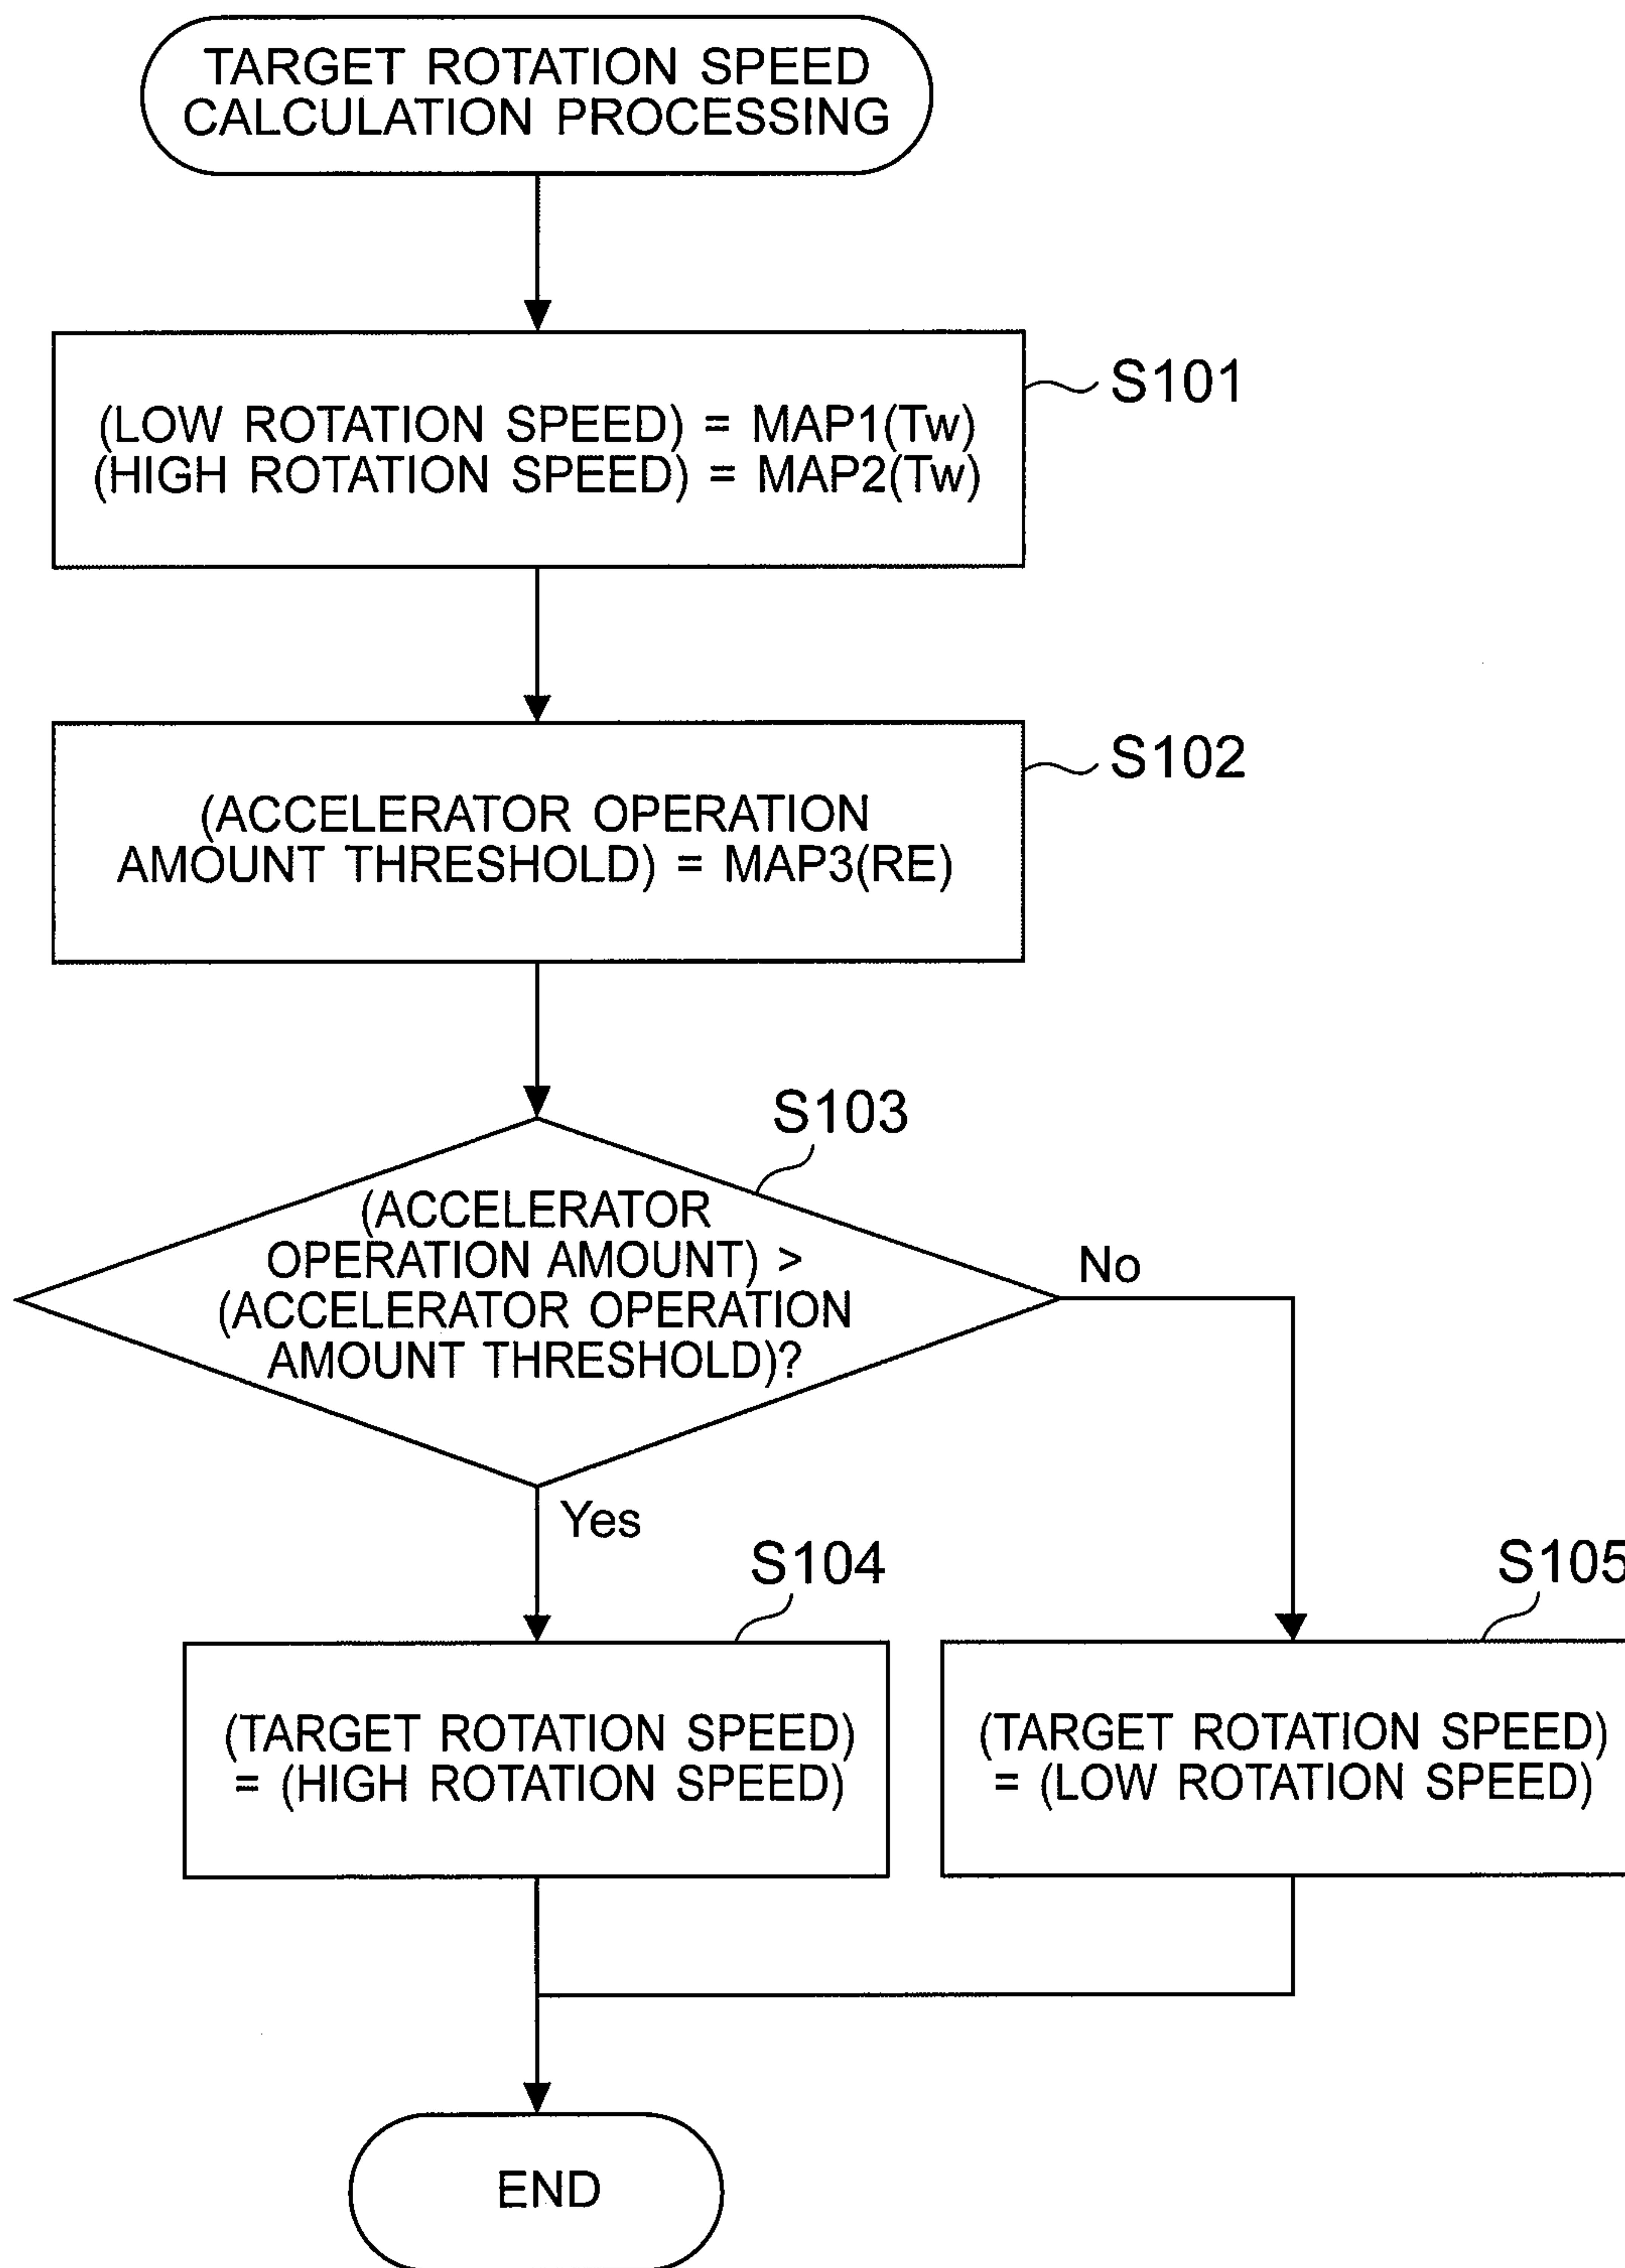 TARGET ROTATION SPEED
CALCULATION PROCESSING
S101
(LOW ROTATION SPEED) = MAP1(Tw)
(HIGH ROTATION SPEED) = MAP2(Tw)
S102
(ACCELERATOR OPERATION
AMOUNT THRESHOLD) = MAP3(RE)
S103
(ACCELERATOR
OPERATION AMOUNT) >
(ACCELERATOR OPERATION
AMOUNT THRESHOLD)?
No
Yes
S104
(TARGET ROTATION SPEED)
= (HIGH ROTATION SPEED)
S105
(TARGET ROTATION SPEED)
= (LOW ROTATION SPEED)
END